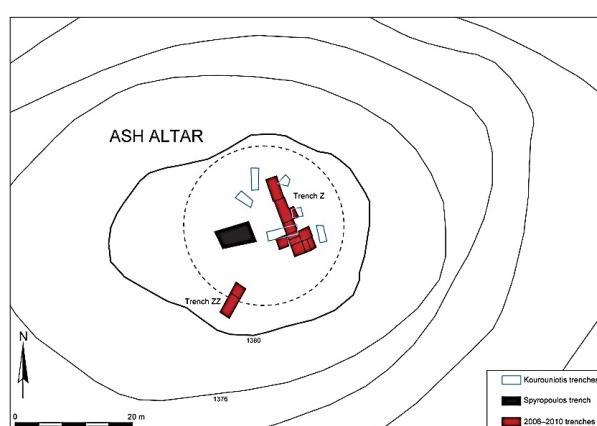 ASH ALTAR
Trench Z
Trench ZZ
1380
1376
N
0 20 m
Kourouniotis trenches
Spyropoulos trench
2006–2010 trenches